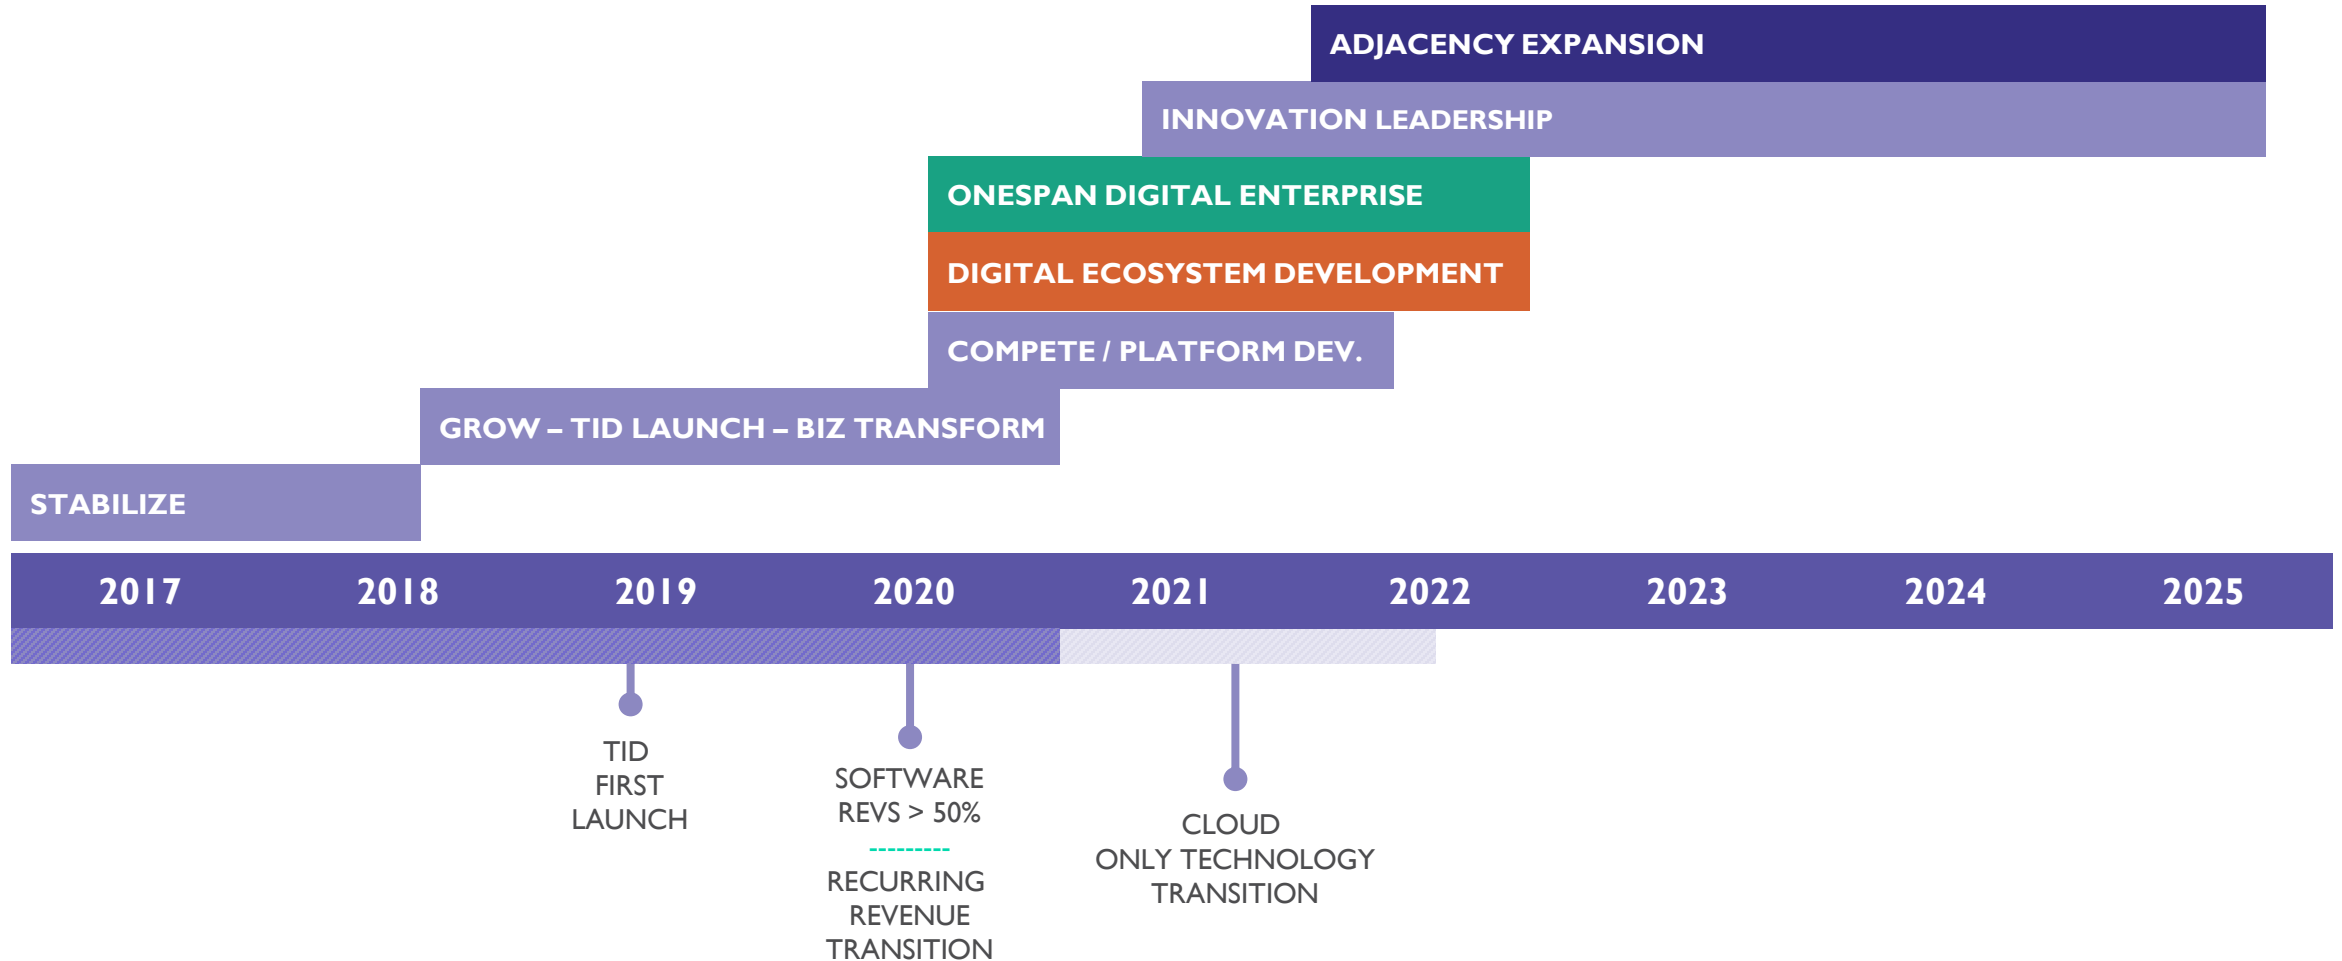 ADJACENCY EXPANSION
INNOVATION LEADERSHIP
ONESPAN DIGITAL ENTERPRISE
DIGITAL ECOSYSTEM DEVELOPMENT
COMPETE / PLATFORM DEV.
GROW – TID LAUNCH – BIZ TRANSFORM
STABILIZE
2017 2018 2019 2020 2021 2022 2023 2024 2025
TID
FIRST
LAUNCH
SOFTWARE
REVS > 50%
---------
RECURRING
REVENUE
TRANSITION
CLOUD
ONLY TECHNOLOGY
TRANSITION